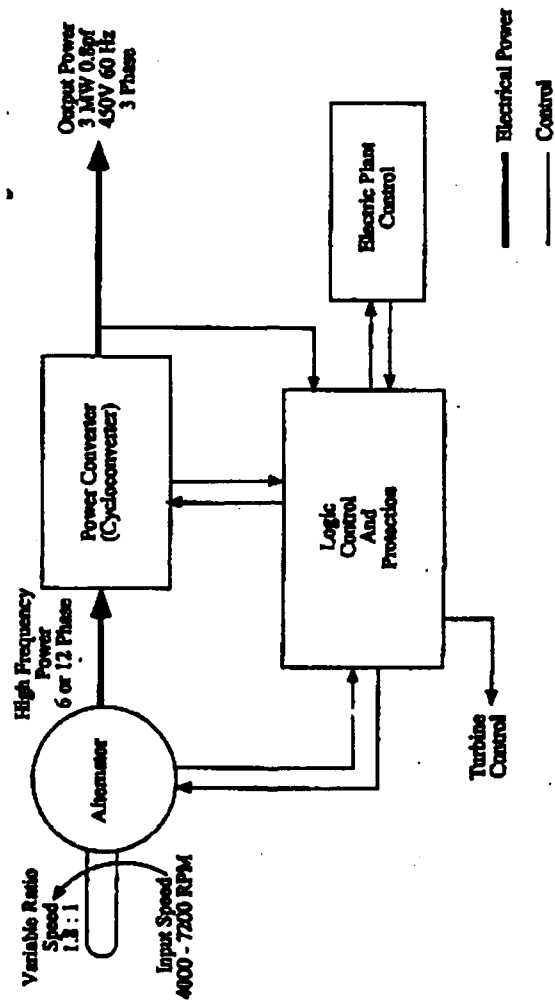 Variable Ratio
Speed
1.8 : 1
Input Speed
4000 - 7200 RPM
Alternator
High Frequency
Power
6 or 12 Phase
Power Converter
(Cycloconverter)
Output Power
3 MW 0.8pf
450V 60 Hz
3 Phase
Logic
Control
And
Protection
Electric Plant
Control
Turbine
Control
Electrical Power
Control